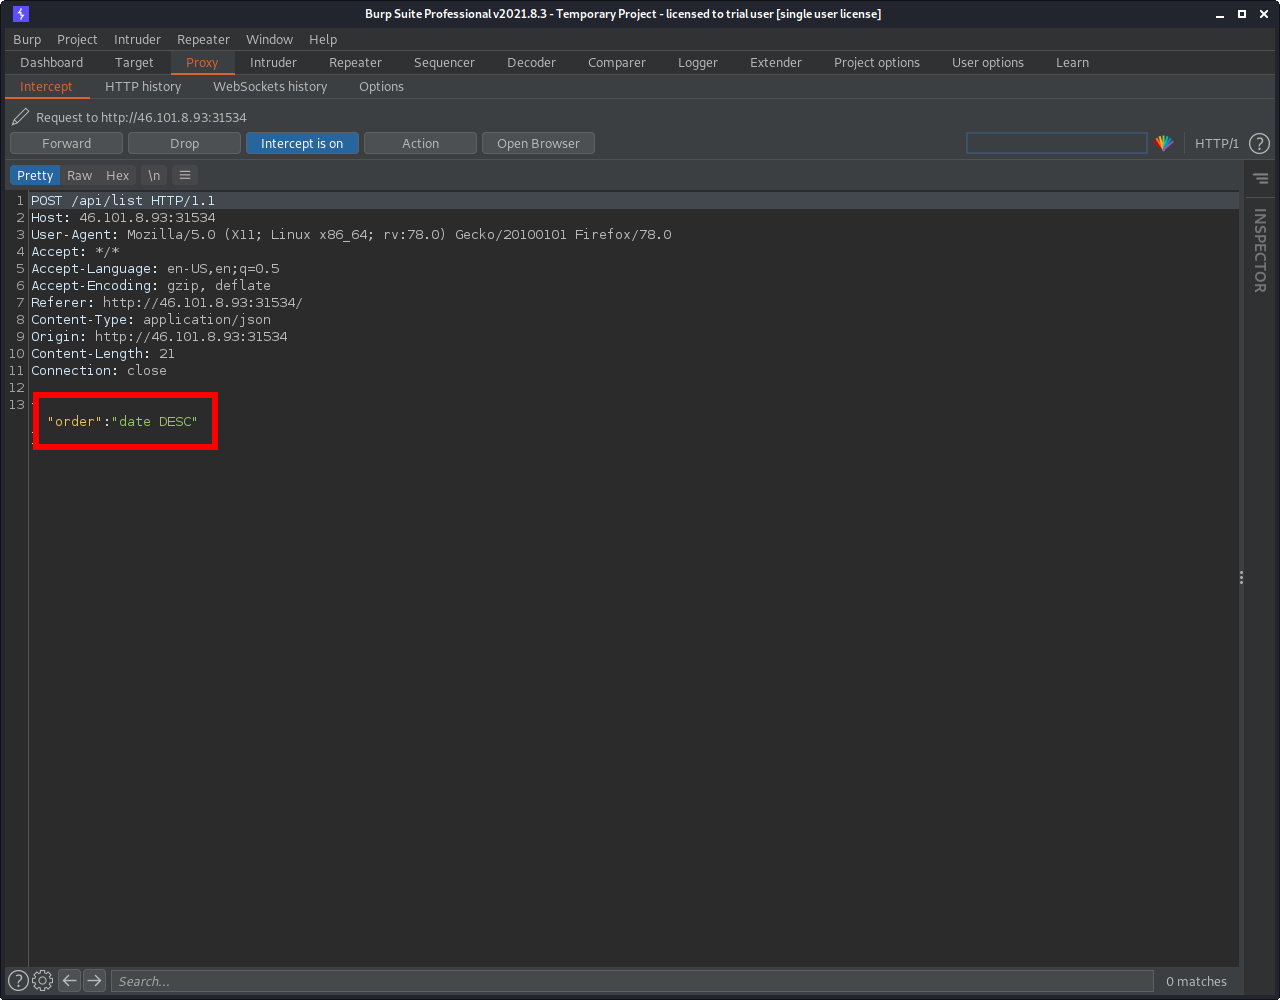 Burp Suite Professional v2021.8.3 - Temporary Project - licensed to trial user [single user license]
Burp Project Intruder Repeater Window Help
Dashboard Target Proxy Intruder Repeater Sequencer Decoder Comparer Logger Extender Project options User options Learn
Intercept HTTP history WebSockets history Options
Request to http://46.101.8.93:31534
Forward Drop Intercept is on Action Open Browser HTTP/1 ?
Pretty Raw Hex \n
INSPECTOR
1 POST /api/list HTTP/1.1
2 Host: 46.101.8.93:31534
3 User-Agent: Mozilla/5.0 (X11; Linux x86_64; rv:78.0) Gecko/20100101 Firefox/78.0
4 Accept: */*
5 Accept-Language: en-US,en;q=0.5
6 Accept-Encoding: gzip, deflate
7 Referer: http://46.101.8.93:31534/
8 Content-Type: application/json
9 Origin: http://46.101.8.93:31534
10 Content-Length: 21
11 Connection: close
12
13
"order":"date DESC"
? Search... 0 matches